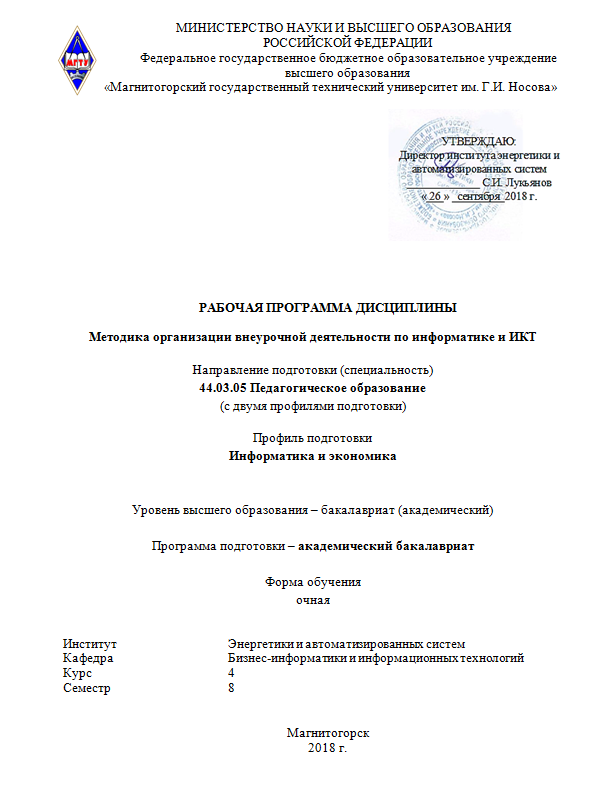 МИНИСТЕРСТВО НАУКИ И ВЫСШЕГО ОБРАЗОВАНИЯ
РОССИЙСКОЙ ФЕДЕРАЦИИ
Федеральное государственное бюджетное образовательное учреждение
высшего образования
«Магнитогорский государственный технический университет им. Г.И. Носова»
МГТУ
УТВЕРЖДАЮ:
Директор института энергетики и
автоматизированных систем
____________ С.И. Лукьянов
« 26 » сентября 2018 г.
РАБОЧАЯ ПРОГРАММА ДИСЦИПЛИНЫ
Методика организации внеурочной деятельности по информатике и ИКТ
Направление подготовки (специальность)
44.03.05 Педагогическое образование
(с двумя профилями подготовки)
Профиль подготовки
Информатика и экономика
Уровень высшего образования – бакалавриат (академический)
Программа подготовки – академический бакалавриат
Форма обучения
очная
Институт Энергетики и автоматизированных систем
Кафедра Бизнес-информатики и информационных технологий
Курс 4
Семестр 8
Магнитогорск
2018 г.